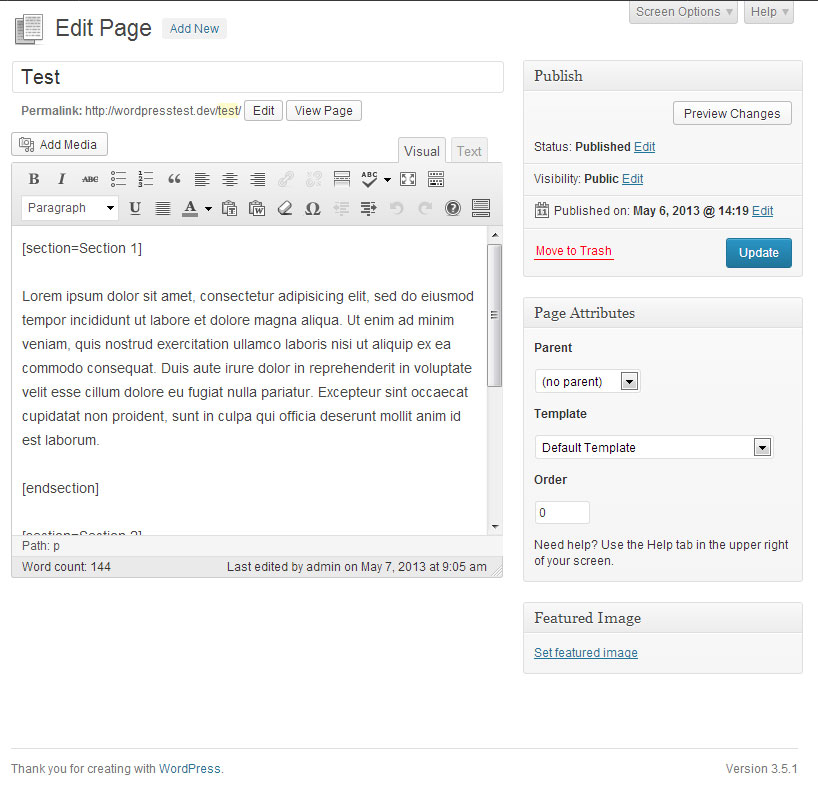 Screen Options Help
Edit Page Add New
Test
Permalink: http://wordpresstest.dev/test/ Edit View Page
Add Media
Visual Text
B I ABC ABC
Paragraph U A Ω
[section=Section 1]
Lorem ipsum dolor sit amet, consectetur adipisicing elit, sed do eiusmod
tempor incididunt ut labore et dolore magna aliqua. Ut enim ad minim
veniam, quis nostrud exercitation ullamco laboris nisi ut aliquip ex ea
commodo consequat. Duis aute irure dolor in reprehenderit in voluptate
velit esse cillum dolore eu fugiat nulla pariatur. Excepteur sint occaecat
cupidatat non proident, sunt in culpa qui officia deserunt mollit anim id
est laborum.
[endsection]
[section=Section 2]
Path: p
Word count: 144 Last edited by admin on May 7, 2013 at 9:05 am
Publish
Preview Changes
Status: Published Edit
Visibility: Public Edit
11 Published on: May 6, 2013 @ 14:19 Edit
Move to Trash Update
Page Attributes
Parent
(no parent)
Template
Default Template
Order
0
Need help? Use the Help tab in the upper right
of your screen.
Featured Image
Set featured image
Thank you for creating with WordPress. Version 3.5.1